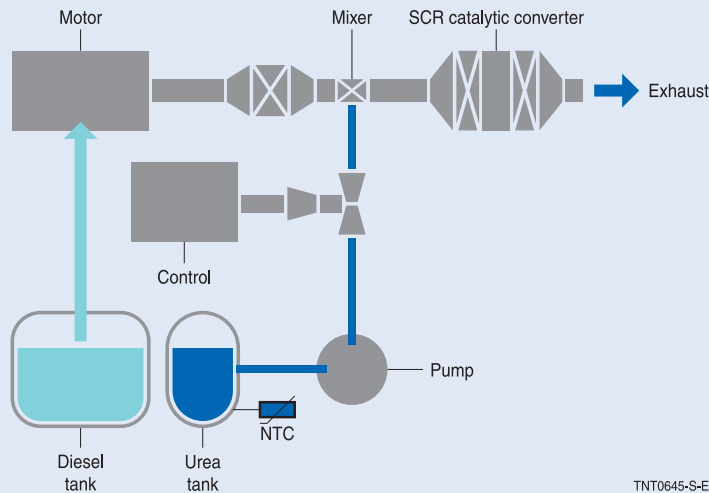 Motor
Mixer
SCR catalytic converter
Exhaust
Control
Pump
NTC
Diesel
tank
Urea
tank
TNT0645-S-E